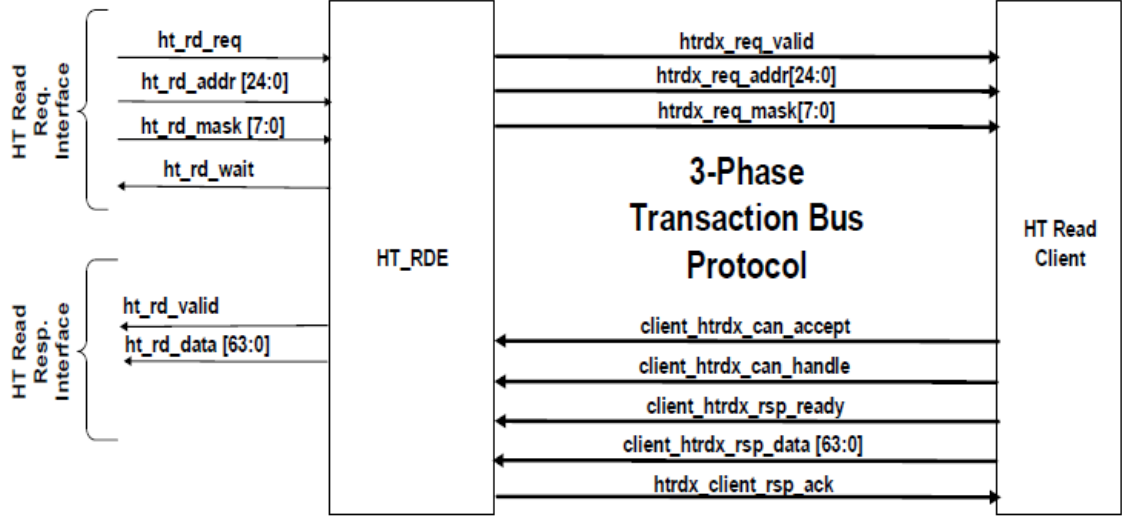 HT Read
Req.
Interface
ht_rd_req
ht_rd_addr [24:0]
ht_rd_mask [7:0]
ht_rd_wait
HT Read
Resp.
Interface
ht_rd_valid
ht_rd_data [63:0]
HT_RDE
htrdx_req_valid
htrdx_req_addr[24:0]
htrdx_req_mask[7:0]
3-Phase
Transaction Bus
Protocol
client_htrdx_can_accept
client_htrdx_can_handle
client_htrdx_rsp_ready
client_htrdx_rsp_data [63:0]
htrdx_client_rsp_ack
HT Read
Client